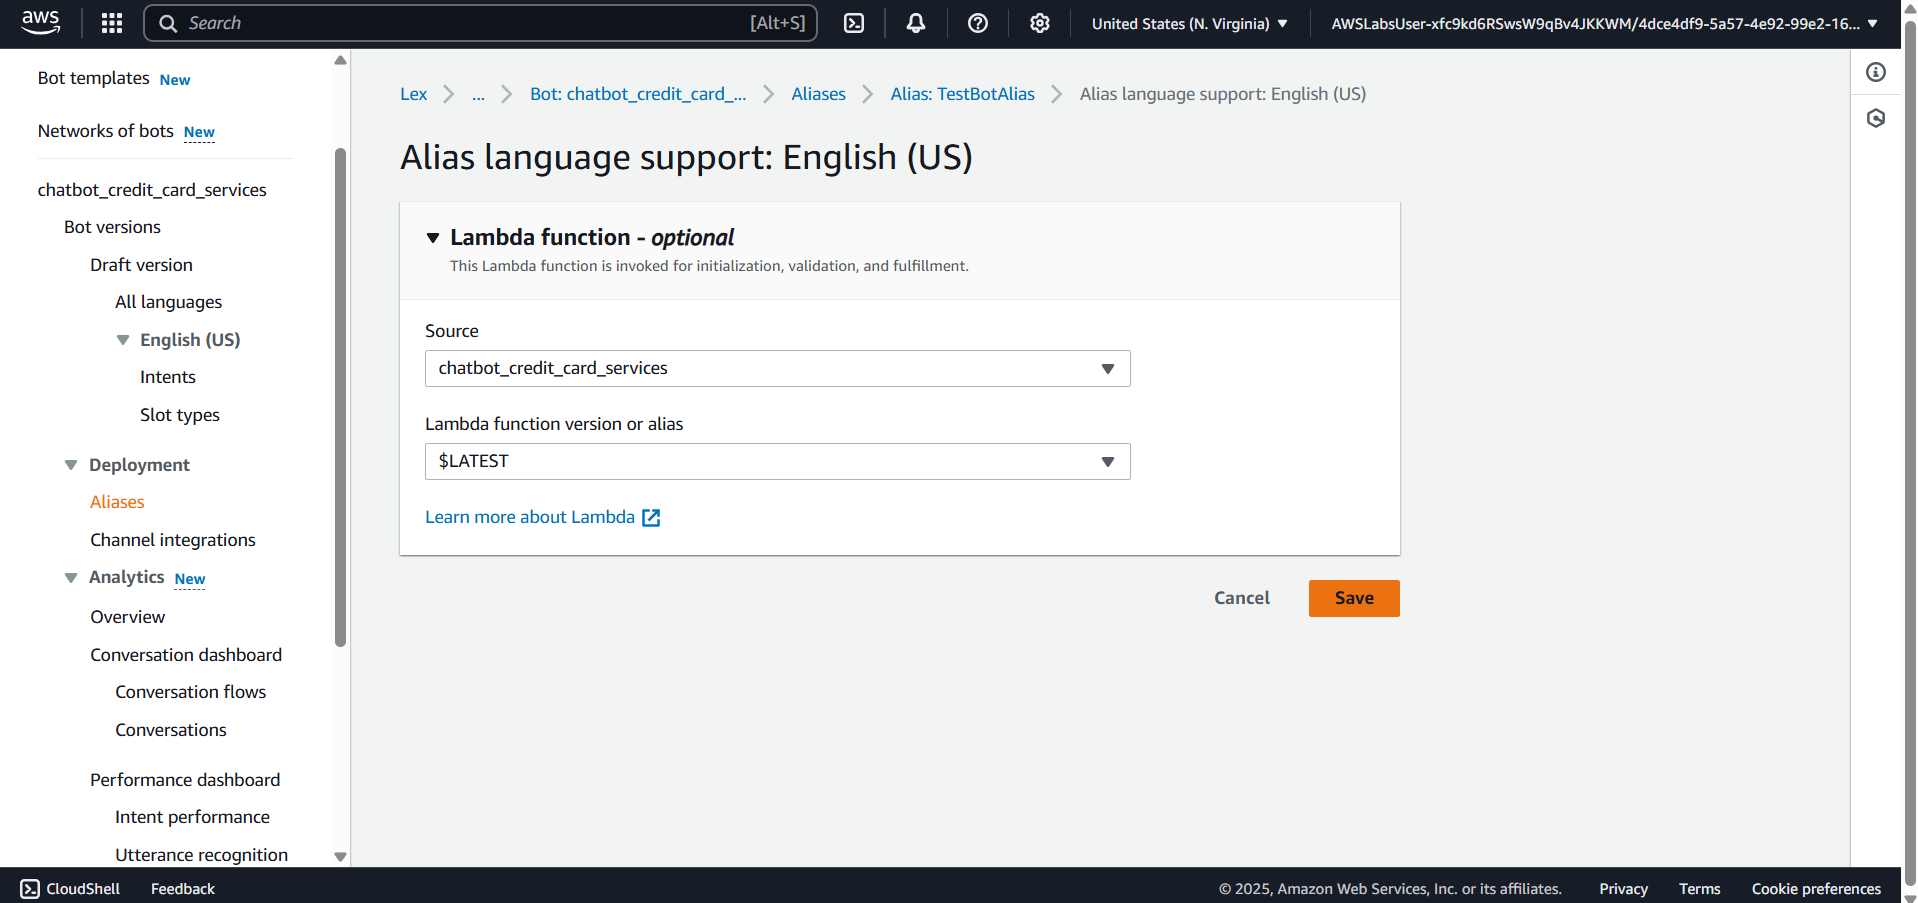 aws
Search
[Alt+S]
United States (N. Virginia)
AWSLabsUser-xfc9kd6RSwsW9qBv4JKKWM/4dce4df9-5a57-4e92-99e2-16...
Bot templates New
Networks of bots New
chatbot_credit_card_services
Bot versions
Draft version
All languages
English (US)
Intents
Slot types
Deployment
Aliases
Channel integrations
Analytics New
Overview
Conversation dashboard
Conversation flows
Conversations
Performance dashboard
Intent performance
Utterance recognition
Lex
...
Bot: chatbot_credit_card_...
Aliases
Alias: TestBotAlias
Alias language support: English (US)
Alias language support: English (US)
Lambda function - optional
This Lambda function is invoked for initialization, validation, and fulfillment.
Source
chatbot_credit_card_services
Lambda function version or alias
$LATEST
Learn more about Lambda
Cancel
Save
CloudShell
Feedback
© 2025, Amazon Web Services, Inc. or its affiliates.
Privacy
Terms
Cookie preferences